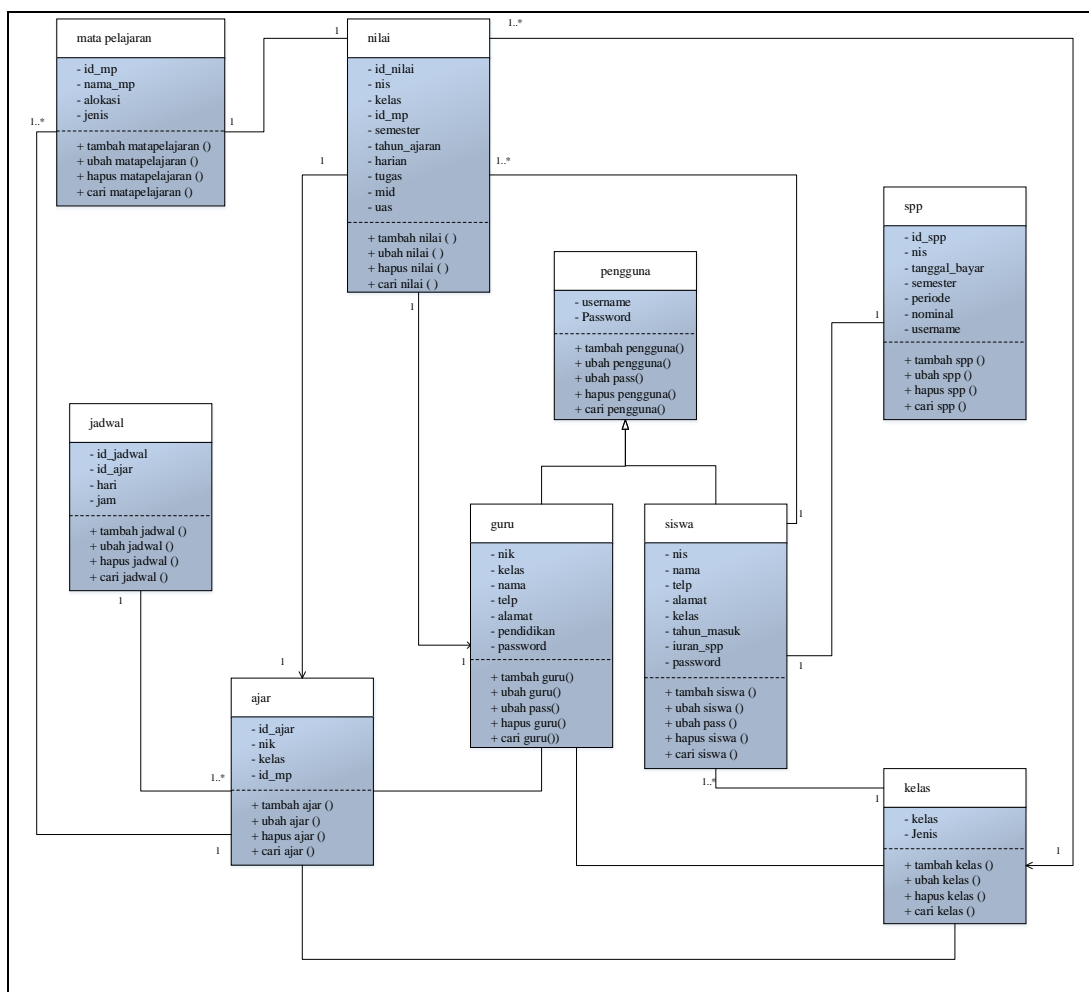 mata pelajaran
- id_mp
- nama_mp
- alokasi
- jenis
+ tambah matapelajaran ()
+ ubah matapelajaran ()
+ hapus matapelajaran ()
+ cari matapelajaran ()
1..*
1
1
nilai
- id_nilai
- nis
- kelas
- id_mp
- semester
- tahun_ajaran
- harian
- tugas
- mid
- uas
+ tambah nilai ( )
+ ubah nilai ( )
+ hapus nilai ( )
+ cari nilai ( )
1..*
1
1..*
1
pengguna
- username
- Password
+ tambah pengguna()
+ ubah pengguna()
+ ubah pass()
+ hapus pengguna()
+ cari pengguna()
spp
- id_spp
- nis
- tanggal_bayar
- semester
- periode
- nominal
- username
+ tambah spp ()
+ ubah spp ()
+ hapus spp ()
+ cari spp ()
1
jadwal
- id_jadwal
- id_ajar
- hari
- jam
+ tambah jadwal ()
+ ubah jadwal ()
+ hapus jadwal ()
+ cari jadwal ()
1
guru
- nik
- kelas
- nama
- telp
- alamat
- pendidikan
- password
+ tambah guru()
+ ubah guru()
+ ubah pass()
+ hapus guru()
+ cari guru())
1
siswa
- nis
- nama
- telp
- alamat
- kelas
- tahun_masuk
- iuran_spp
- password
+ tambah siswa ()
+ ubah siswa ()
+ ubah pass ()
+ hapus siswa ()
+ cari siswa ()
1
1
1..*
1
ajar
- id_ajar
- nik
- kelas
- id_mp
+ tambah ajar ()
+ ubah ajar ()
+ hapus ajar ()
+ cari ajar ()
1..*
1
kelas
- kelas
- Jenis
+ tambah kelas ()
+ ubah kelas ()
+ hapus kelas ()
+ cari kelas ()
1
1